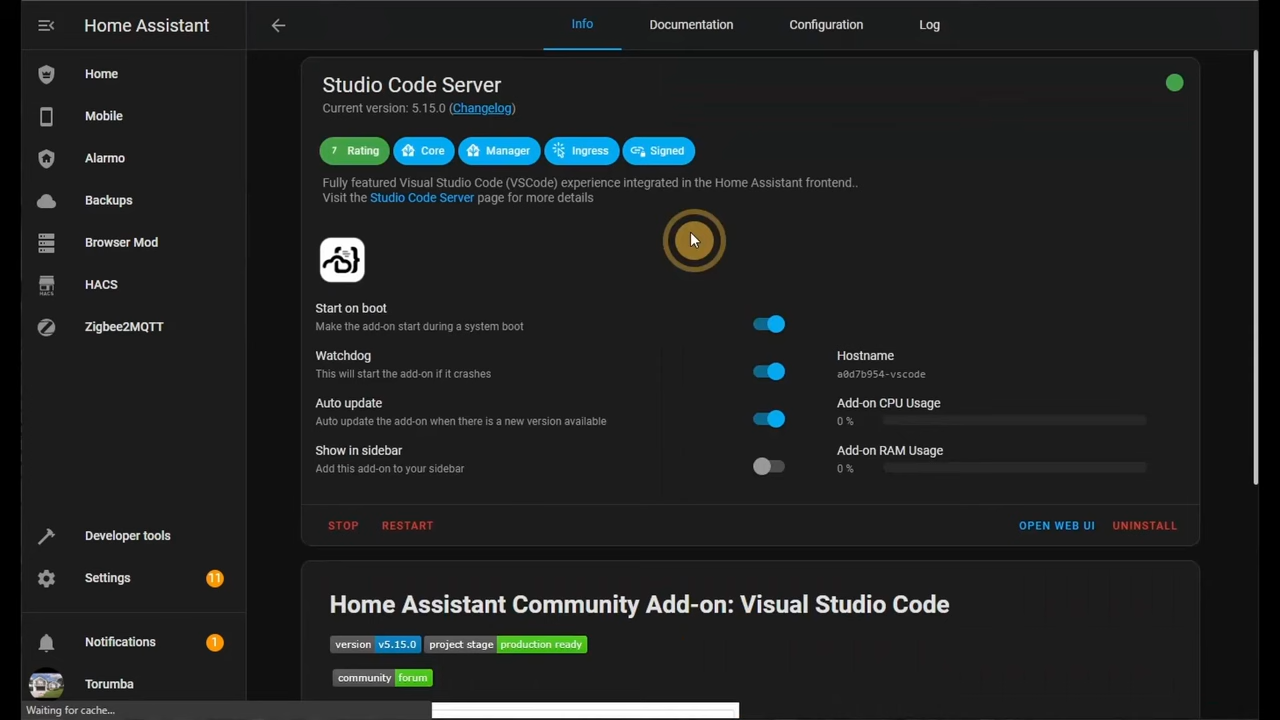 Home Assistant
Info
Documentation
Configuration
Log
Home
Mobile
Alarmo
Backups
Browser Mod
HACS
HACS
Zigbee2MQTT
Developer tools
Settings
11
Notifications
1
Torumba
Waiting for cache...
Studio Code Server
Current version: 5.15.0 (Changelog)
7 Rating
Core
Manager
Ingress
Signed
Fully featured Visual Studio Code (VSCode) experience integrated in the Home Assistant frontend..
Visit the Studio Code Server page for more details
Start on boot
Make the add-on start during a system boot
Watchdog
This will start the add-on if it crashes
Auto update
Auto update the add-on when there is a new version available
Show in sidebar
Add this add-on to your sidebar
Hostname
a0d7b954-vscode
Add-on CPU Usage
0 %
Add-on RAM Usage
0 %
STOP
RESTART
OPEN WEB UI
UNINSTALL
Home Assistant Community Add-on: Visual Studio Code
version v5.15.0
project stage production ready
community forum